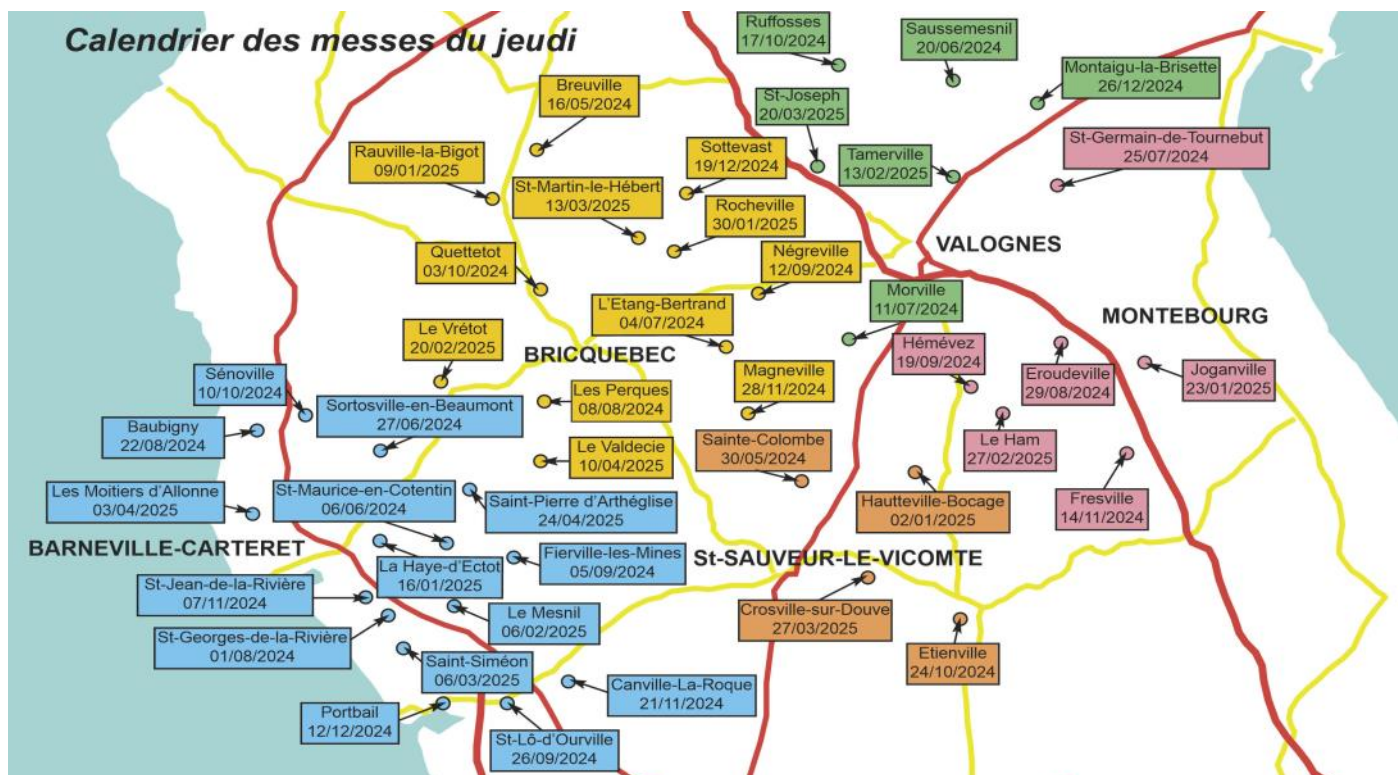 Calendrier des messes du jeudi
Ruffosses
17/10/2024
Saussemesnil
20/06/2024
Montaigu-la-Brisette
26/12/2024
Breuville
16/05/2024
St-Joseph
20/03/2025
St-Germain-de-Tournebut
25/07/2024
Rauville-la-Bigot
09/01/2025
Sottevast
19/12/2024
Tamerville
13/02/2025
St-Martin-le-Hébert
13/03/2025
Rocheville
30/01/2025
Quettetot
03/10/2024
Négreville
12/09/2024
VALOGNES
L'Etang-Bertrand
04/07/2024
Morville
11/07/2024
MONTEBOURG
Le Vrétot
20/02/2025
BRICQUEBEC
Hémévez
19/09/2024
Eroudeville
29/08/2024
Joganville
23/01/2025
Sénoville
10/10/2024
Les Perques
08/08/2024
Magneville
28/11/2024
Sortosville-en-Beaumont
27/06/2024
Baubigny
22/08/2024
Le Valdecie
10/04/2025
Sainte-Colombe
30/05/2024
Le Ham
27/02/2025
Les Moitiers d'Allonne
03/04/2025
St-Maurice-en-Cotentin
06/06/2024
Saint-Pierre d'Arthéglise
24/04/2025
Hautteville-Bocage
02/01/2025
Fresville
14/11/2024
BARNEVILLE-CARTERET
La Haye-d'Ectot
16/01/2025
Fierville-les-Mines
05/09/2024
St-SAUVEUR-LE-VICOMTE
St-Jean-de-la-Rivière
07/11/2024
Le Mesnil
06/02/2025
Crosville-sur-Douve
27/03/2025
St-Georges-de-la-Rivière
01/08/2024
Saint-Siméon
06/03/2025
Etienville
24/10/2024
Canville-La-Roque
21/11/2024
Portbail
12/12/2024
St-Lô-d'Ourville
26/09/2024